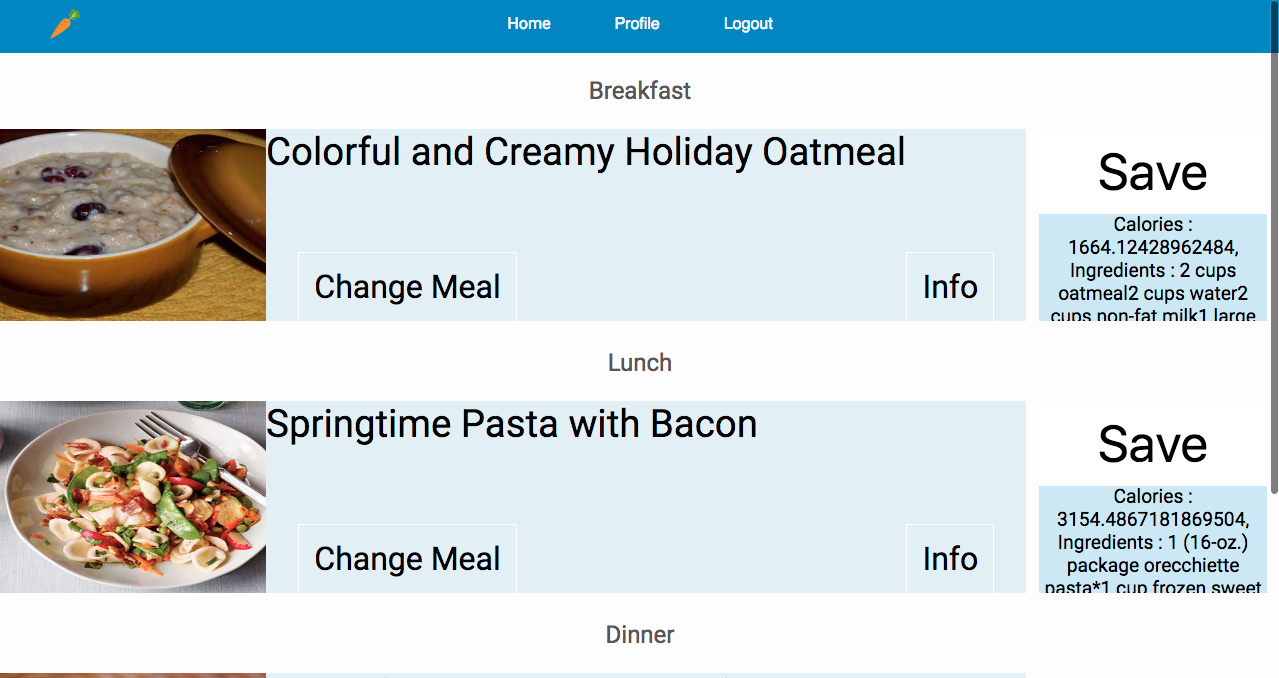 Home Profile Logout
Breakfast
Colorful and Creamy Holiday Oatmeal
Change Meal
Info
Save
Calories :
1664.12428962484,
Ingredients : 2 cups
oatmeal2 cups water2
cups non-fat milk1 large
Lunch
Springtime Pasta with Bacon
Change Meal
Info
Save
Calories :
3154.4867181869504,
Ingredients : 1 (16-oz.)
package orecchiette
pasta*1 cup frozen sweet
Dinner